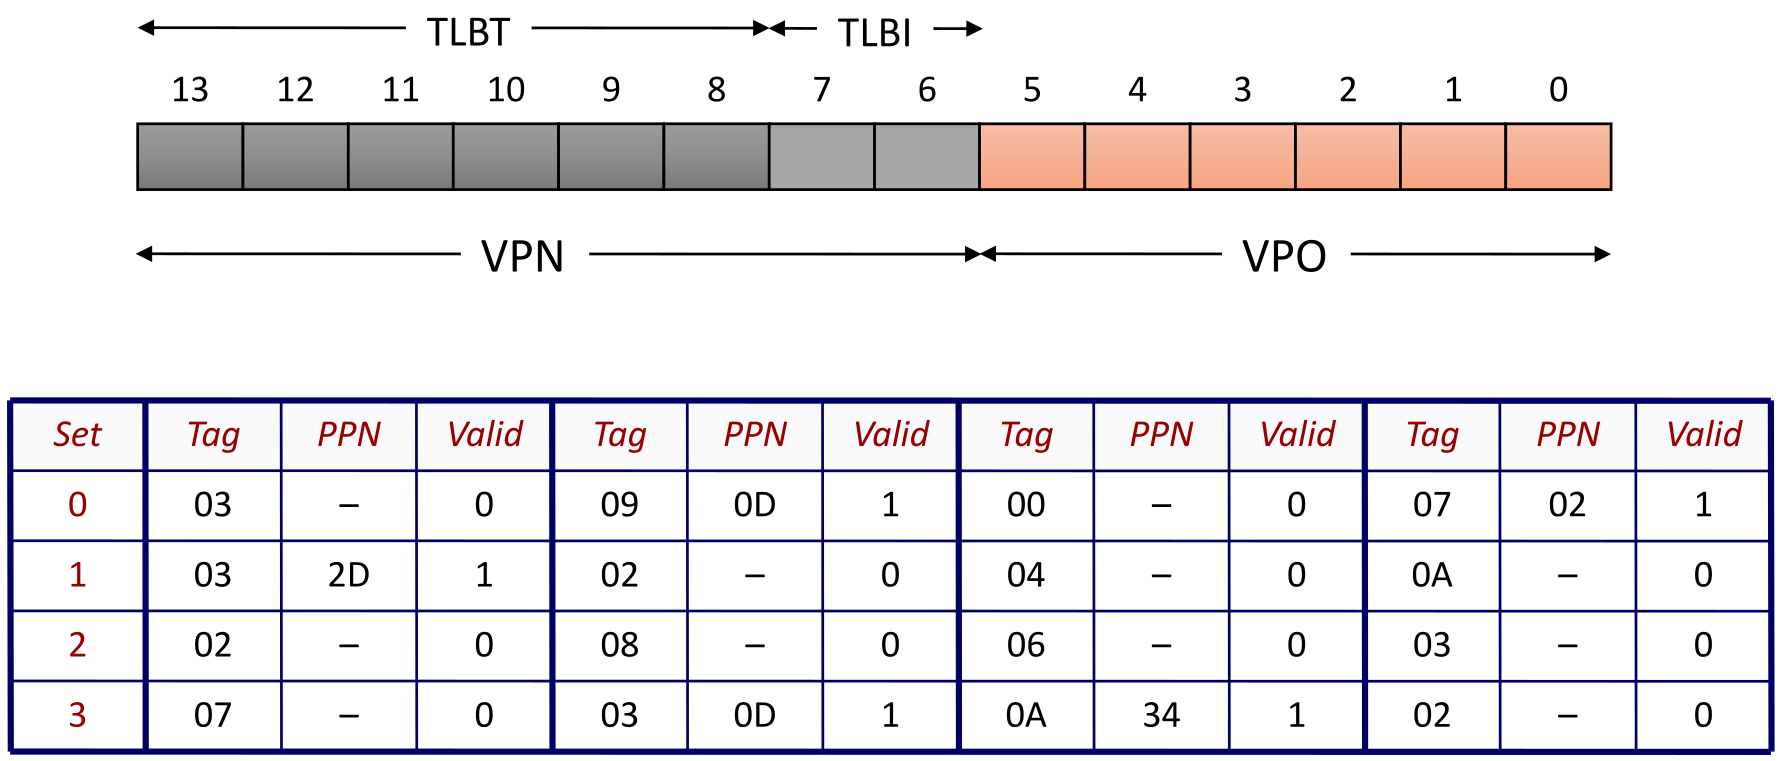 TLBT TLBI
13 12 11 10 9 8 7 6 5 4 3 2 1 0
VPN VPO
Set Tag PPN Valid Tag PPN Valid Tag PPN Valid Tag PPN Valid
0 03 – 0 09 0D 1 00 – 0 07 02 1
1 03 2D 1 02 – 0 04 – 0 0A – 0
2 02 – 0 08 – 0 06 – 0 03 – 0
3 07 – 0 03 0D 1 0A 34 1 02 – 0